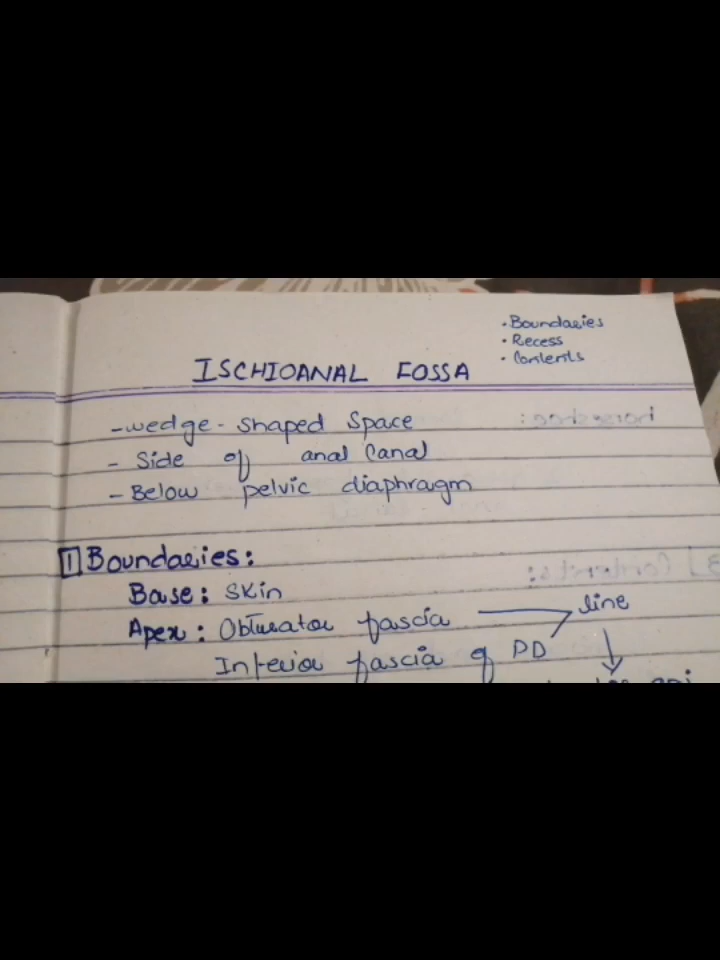 • Boundaries
• Recess
• Contents
ISCHIOANAL FOSSA
- wedge-shaped Space
- Side of anal Canal
- Below pelvic diaphragm
1 Boundaries:
Base: Skin
Apex: Obturator fascia line
Inferior fascia of PD